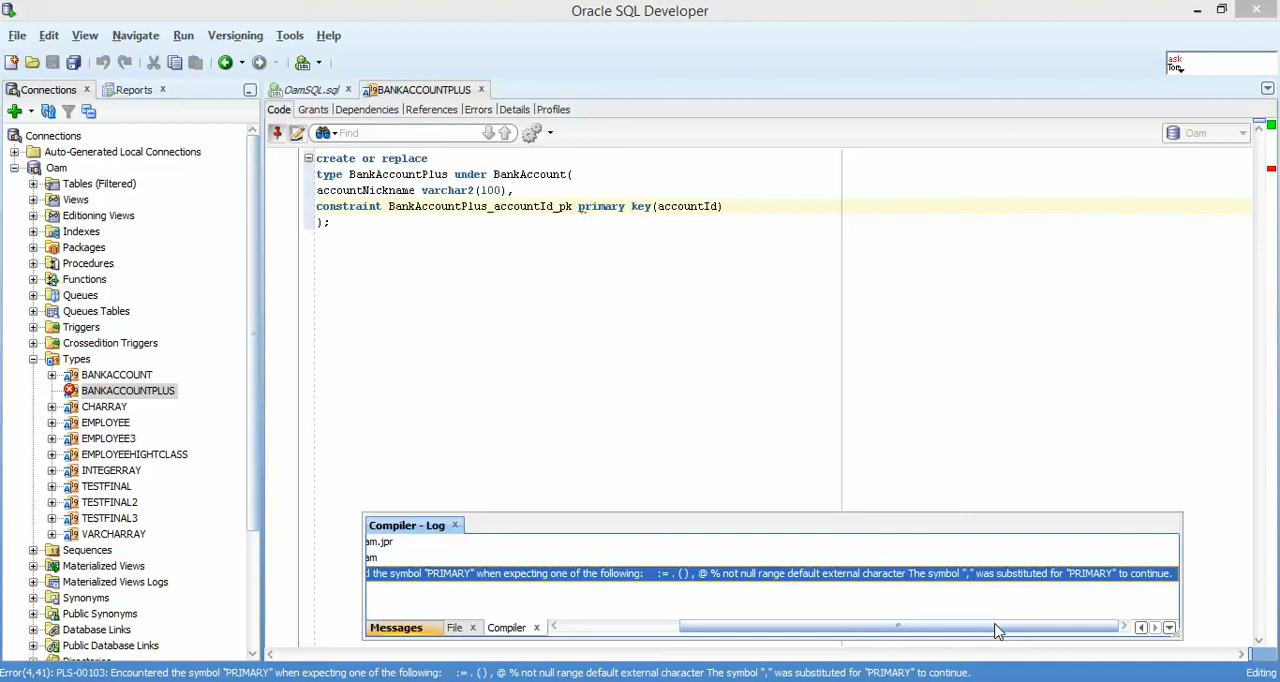 Oracle SQL Developer
File Edit View Navigate Run Versioning Tools Help
ask
Tom
Connections Reports OamSQL.sql BANKACCOUNTPLUS
Code Grants Dependencies References Errors Details Profiles
Find
Oam
Connections
Auto-Generated Local Connections
Oam
Tables (Filtered)
Views
Editioning Views
Indexes
Packages
Procedures
Functions
Queues
Queues Tables
Triggers
Crossedition Triggers
Types
BANKACCOUNT
BANKACCOUNTPLUS
CHARRAY
EMPLOYEE
EMPLOYEE3
EMPLOYEEHIGHTCLASS
INTEGERRAY
TESTFINAL
TESTFINAL2
TESTFINAL3
VARCHARRAY
Sequences
Materialized Views
Materialized Views Logs
Synonyms
Public Synonyms
Database Links
Public Database Links
create or replace
type BankAccountPlus under BankAccount(
accountNickname varchar2(100),
constraint BankAccountPlus_accountId_pk primary key(accountId)
);
Compiler - Log
am.jpr
am
d the symbol "PRIMARY" when expecting one of the following: := . ( ) , @ % not null range default external character The symbol "," was substituted for "PRIMARY" to continue.
Messages File Compiler
Error(4,41): PLS-00103: Encountered the symbol "PRIMARY" when expecting one of the following: := . ( ) , @ % not null range default external character The symbol "," was substituted for "PRIMARY" to continue.
Editing